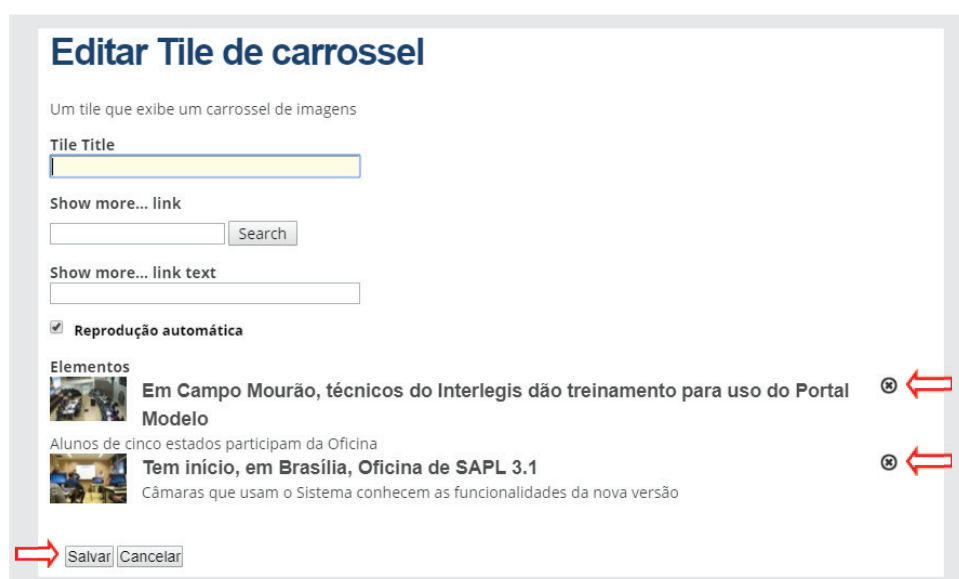 Editar Tile de carrossel
Um tile que exibe um carrossel de imagens
Tile Title
Show more... link
Search
Show more... link text
Reprodução automática
Elementos
Em Campo Mourão, técnicos do Interlegis dão treinamento para uso do Portal
Modelo
Alunos de cinco estados participam da Oficina
Tem início, em Brasília, Oficina de SAPL 3.1
Câmaras que usam o Sistema conhecem as funcionalidades da nova versão
Salvar Cancelar